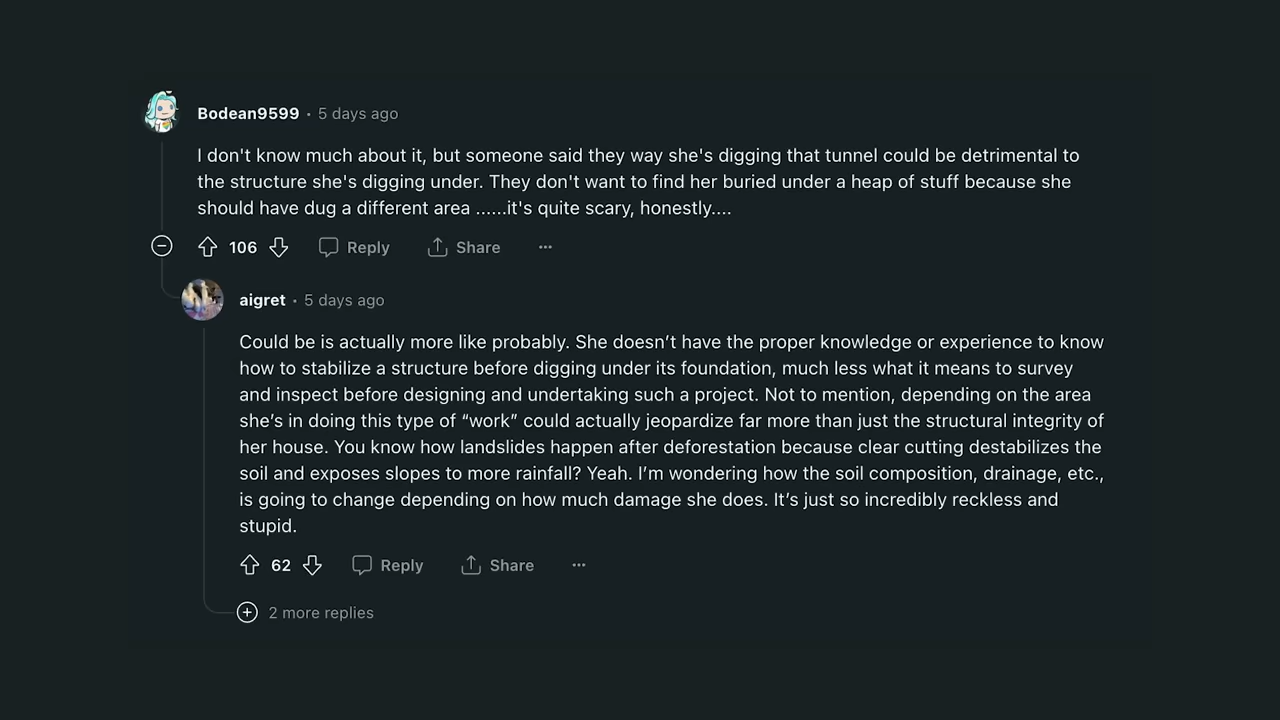 Bodean9599 • 5 days ago
I don't know much about it, but someone said they way she's digging that tunnel could be detrimental to
the structure she's digging under. They don't want to find her buried under a heap of stuff because she
should have dug a different area ......it's quite scary, honestly....
106 Reply Share ...
aigret • 5 days ago
Could be is actually more like probably. She doesn’t have the proper knowledge or experience to know
how to stabilize a structure before digging under its foundation, much less what it means to survey
and inspect before designing and undertaking such a project. Not to mention, depending on the area
she’s in doing this type of “work” could actually jeopardize far more than just the structural integrity of
her house. You know how landslides happen after deforestation because clear cutting destabilizes the
soil and exposes slopes to more rainfall? Yeah. I’m wondering how the soil composition, drainage, etc.,
is going to change depending on how much damage she does. It’s just so incredibly reckless and
stupid.
62 Reply Share ...
2 more replies